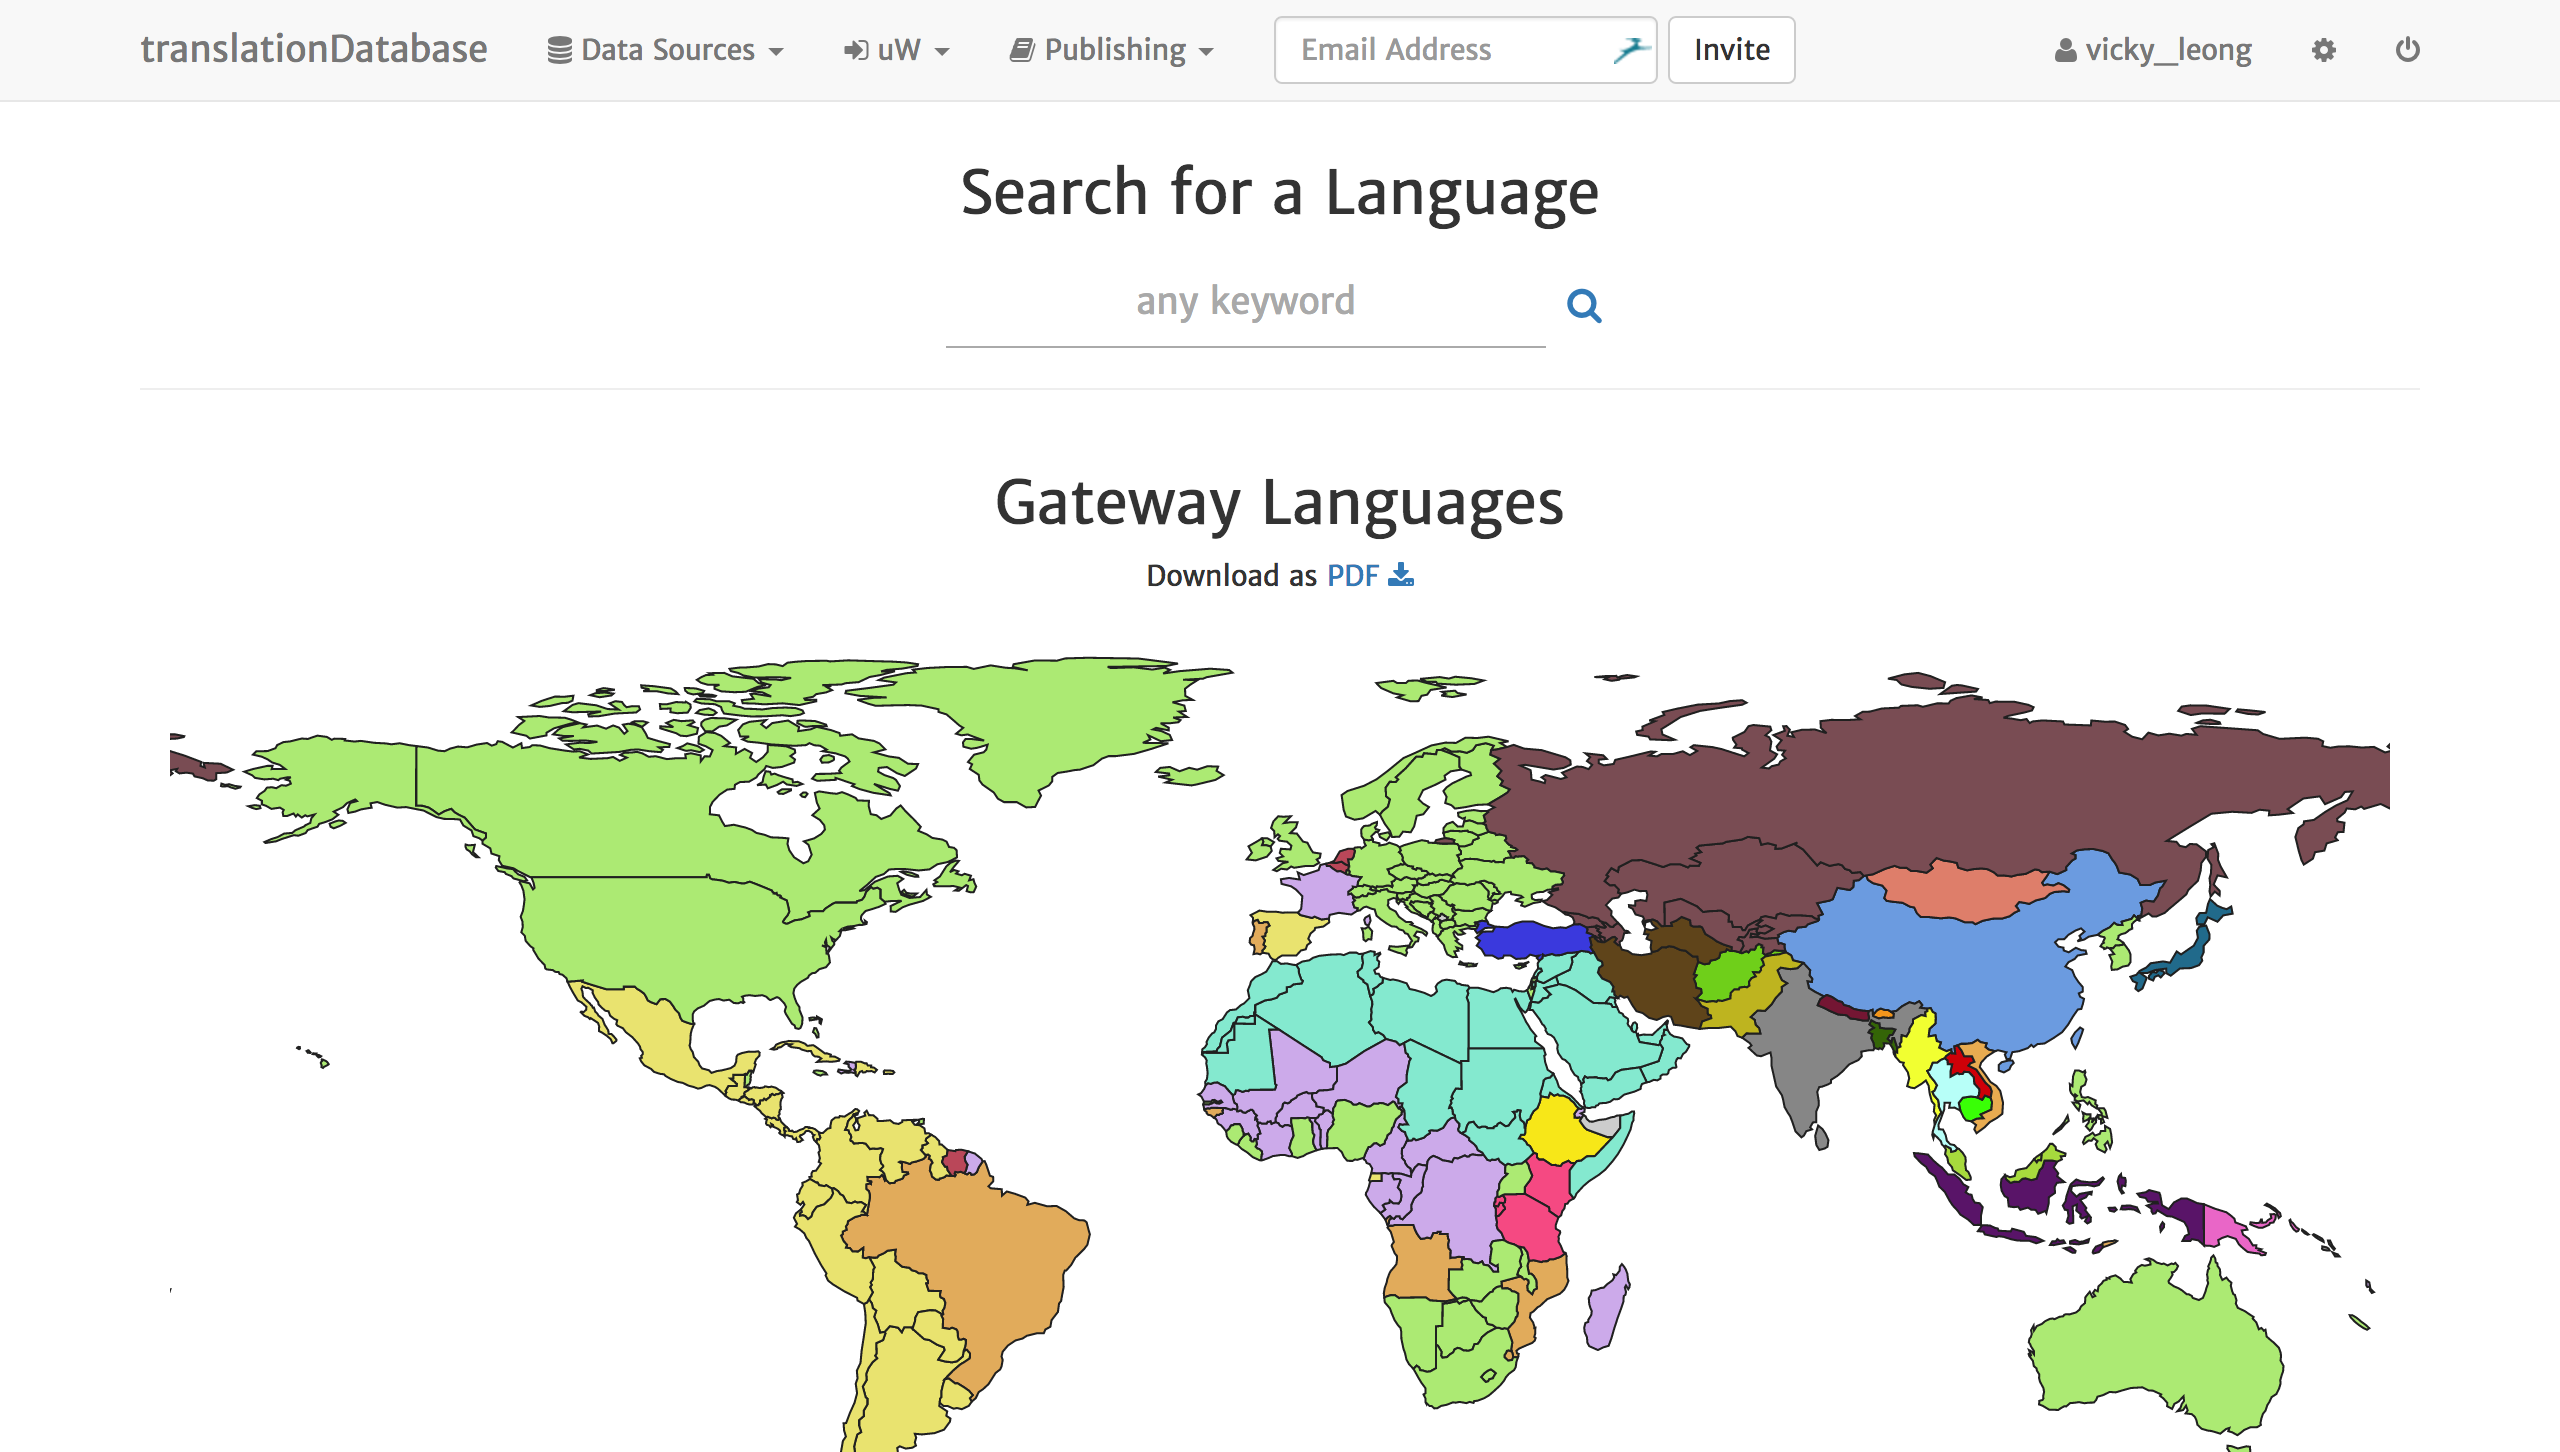 translationDatabase Data Sources uW Publishing Email Address Invite vicky_leong
Search for a Language
any keyword
Gateway Languages
Download as PDF